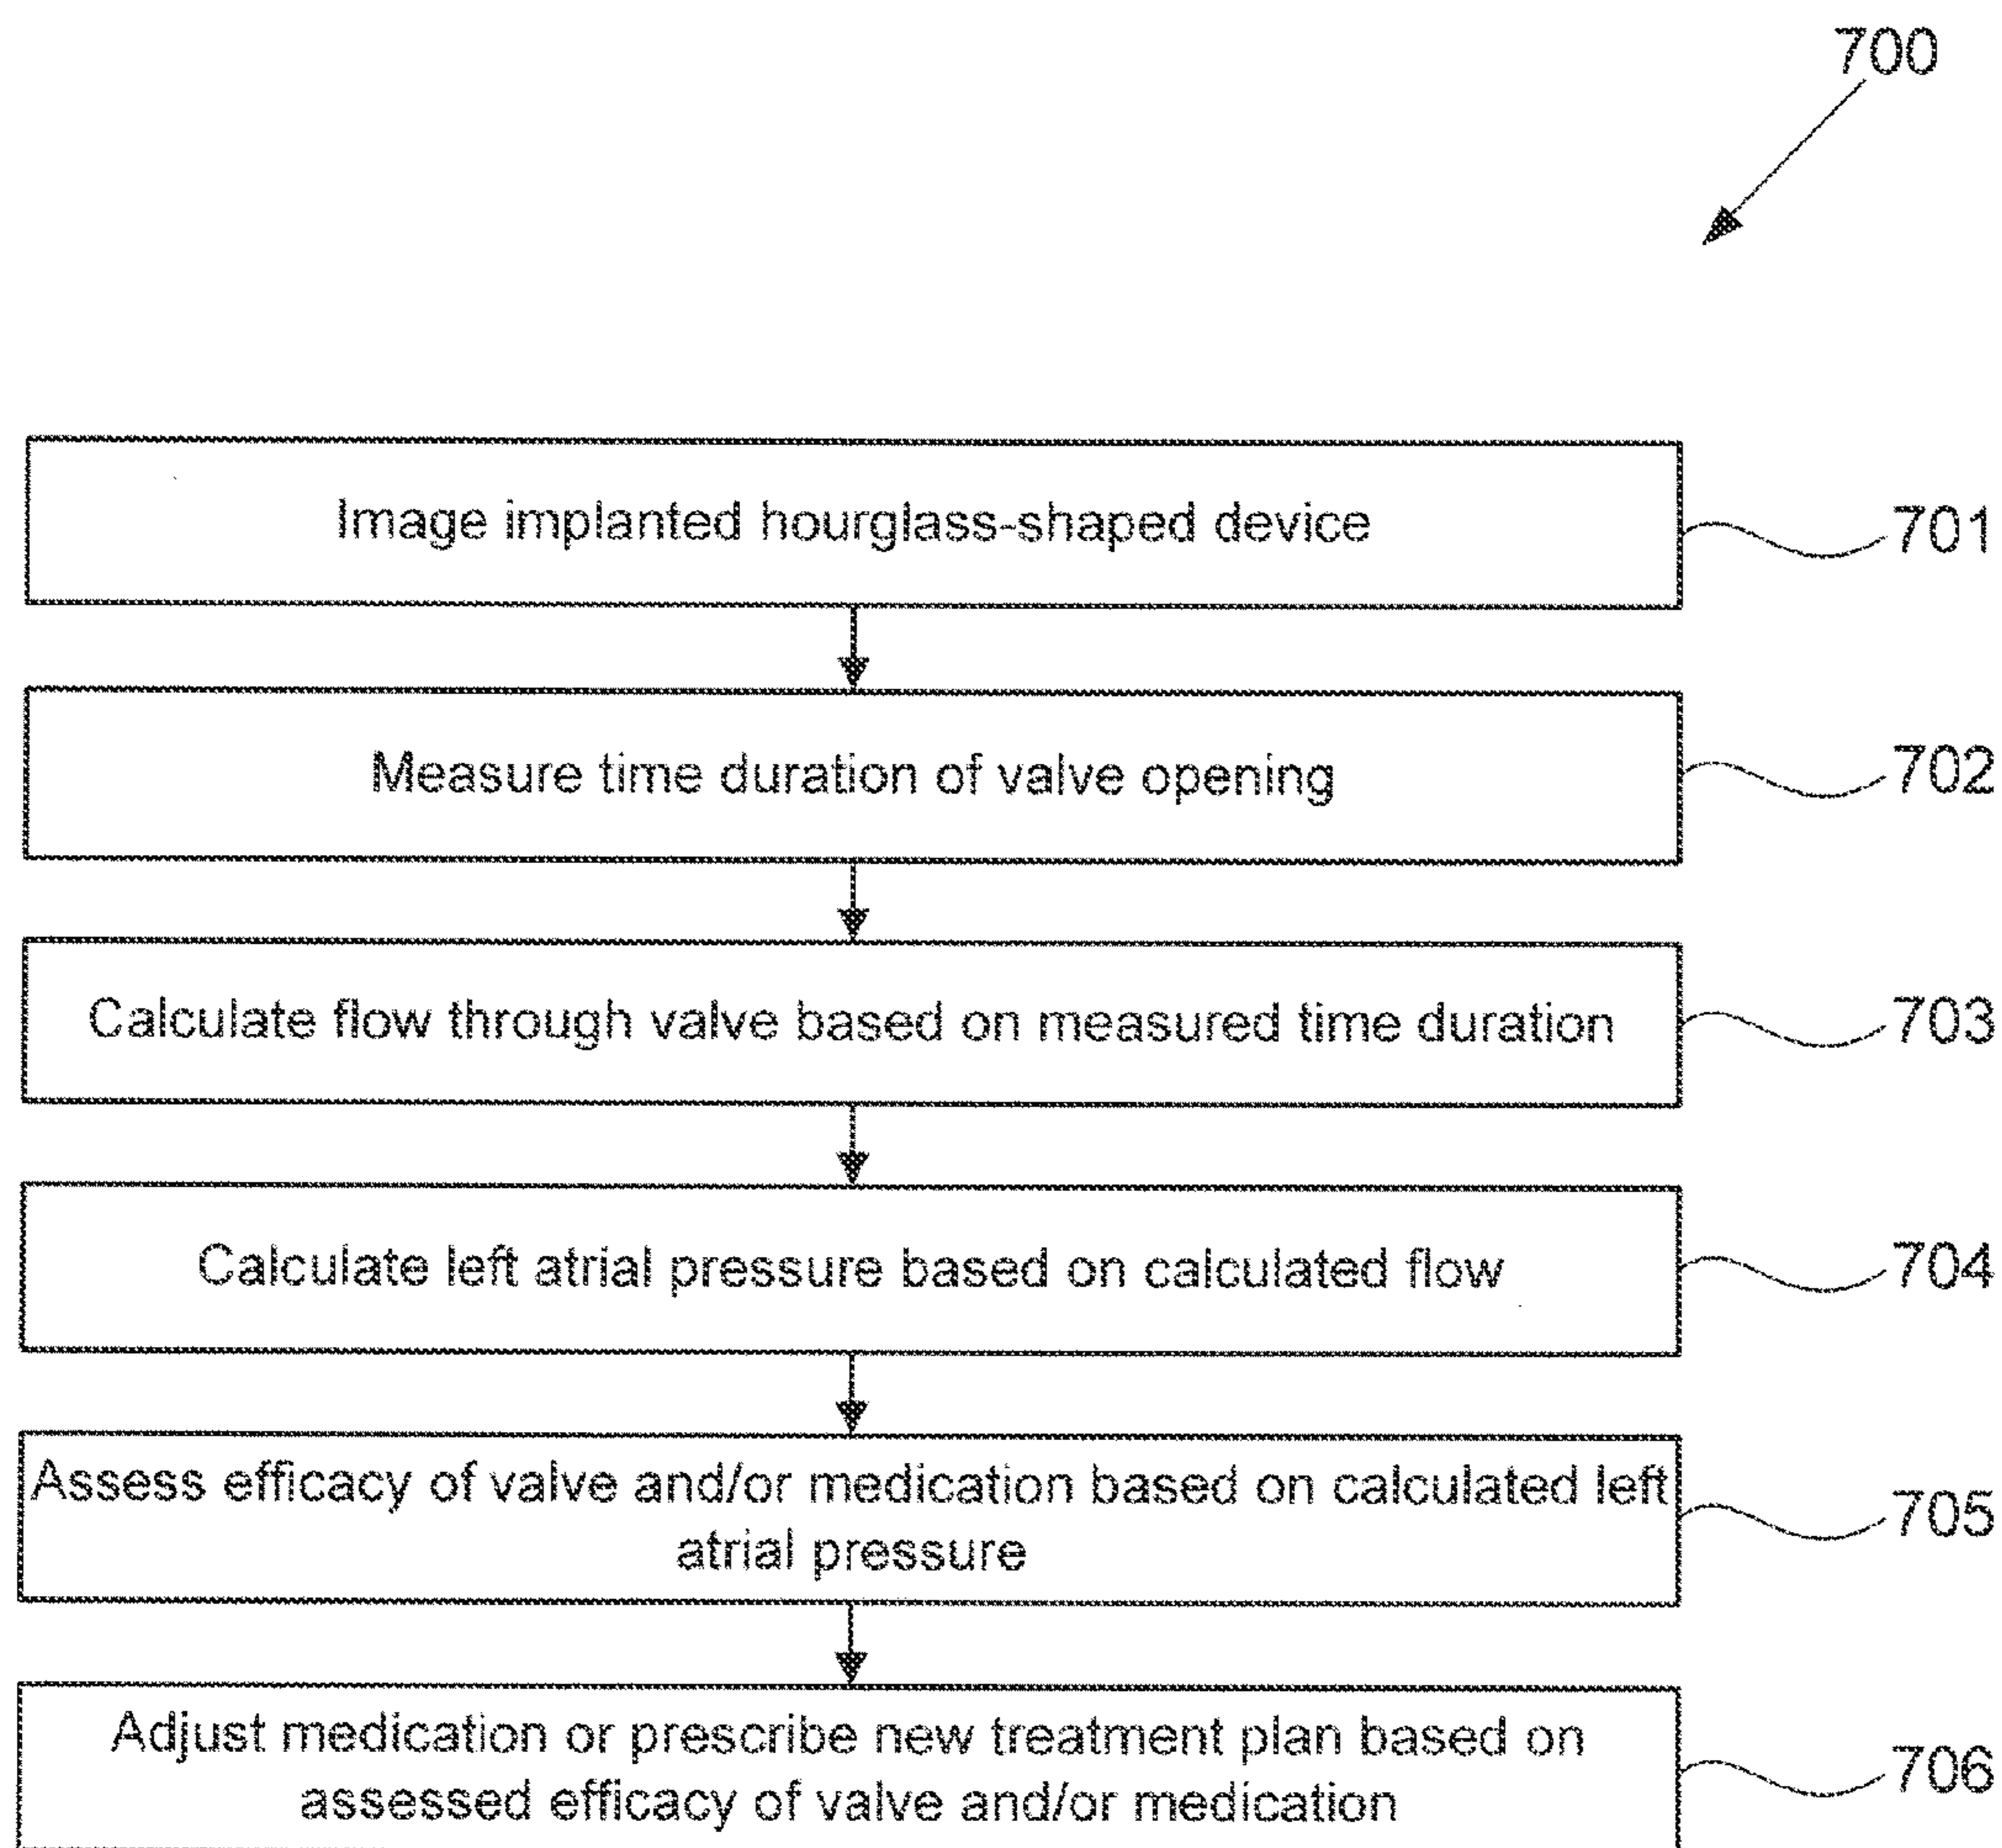 700
Image implanted hourglass-shaped device
701
Measure time duration of valve opening
702
Calculate flow through valve based on measured time duration
703
Calculate left atrial pressure based on calculated flow
704
Assess efficacy of valve and/or medication based on calculated left
atrial pressure
705
Adjust medication or prescribe new treatment plan based on
assessed efficacy of valve and/or medication
706